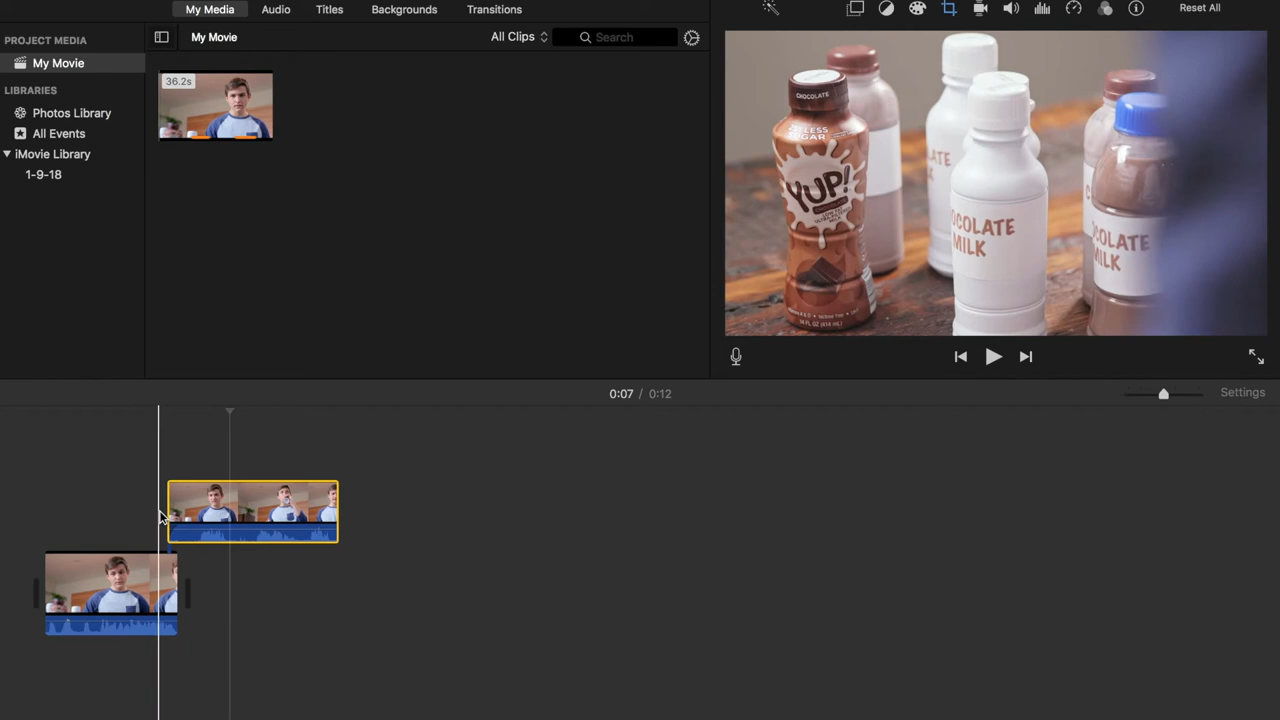 My Media
Audio
Titles
Backgrounds
Transitions
Reset All
PROJECT MEDIA
My Movie
All Clips
Search
My Movie
LIBRARIES
Photos Library
All Events
iMovie Library
1-9-18
36.2s
CHOCOLATE
SUGAR
YUP!
OCOLATE
MILK
OCOLATE
MILK
0:07 / 0:12
Settings